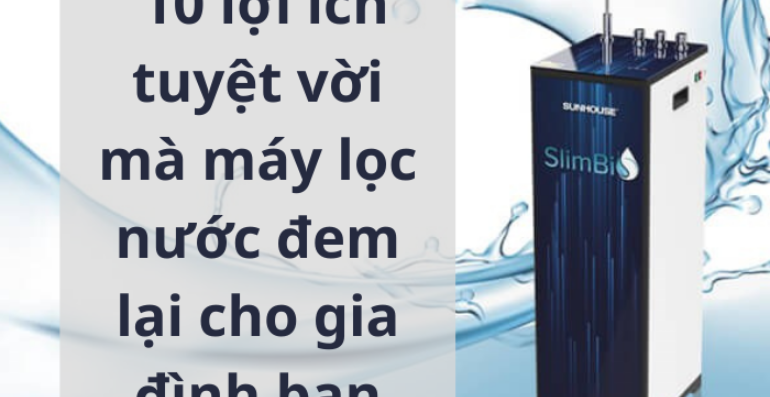 10 lợi ích
tuyệt vời
mà máy lọc
nước đem
lại cho gia
đình bạn
SUNHOUSE
SlimBio